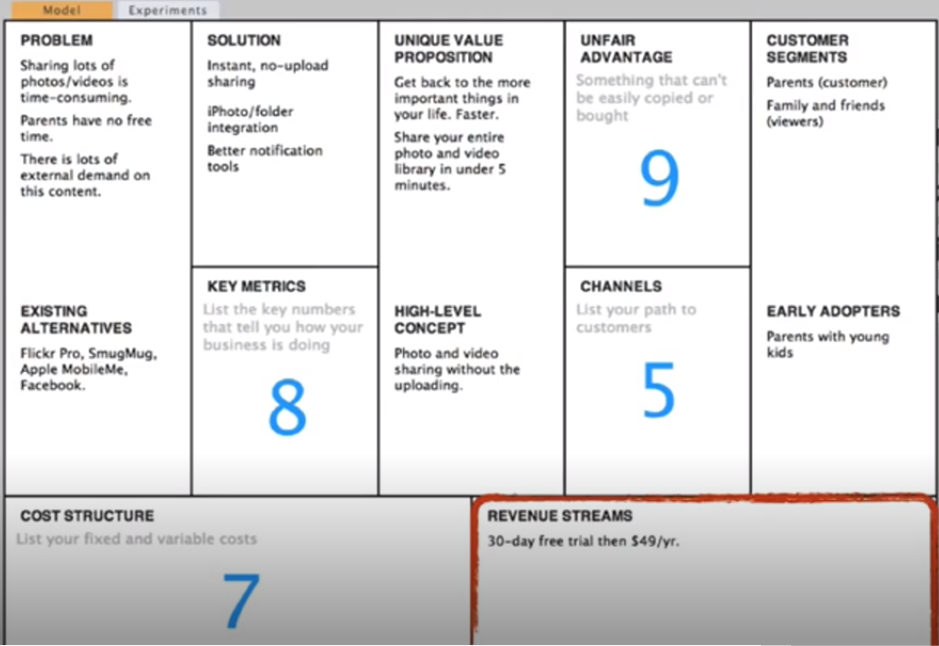 Model
Experiments
PROBLEM
Sharing lots of
photos/videos is
time-consuming.
Parents have no free
time.
There is lots of
external demand on
this content.
EXISTING
ALTERNATIVES
Flickr Pro, SmugMug,
Apple MobileMe,
Facebook.
SOLUTION
Instant, no-upload
sharing
iPhoto/folder
integration
Better notification
tools
KEY METRICS
List the key numbers
that tell you how your
business is doing
8
UNIQUE VALUE
PROPOSITION
Get back to the more
important things in
your life. Faster.
Share your entire
photo and video
library in under 5
minutes.
HIGH-LEVEL
CONCEPT
Photo and video
sharing without the
uploading.
UNFAIR
ADVANTAGE
Something that can't
be easily copied or
bought
9
CHANNELS
List your path to
customers
5
CUSTOMER
SEGMENTS
Parents (customer)
Family and friends
(viewers)
EARLY ADOPTERS
Parents with young
kids
COST STRUCTURE
List your fixed and variable costs
7
REVENUE STREAMS
30-day free trial then $49/yr.